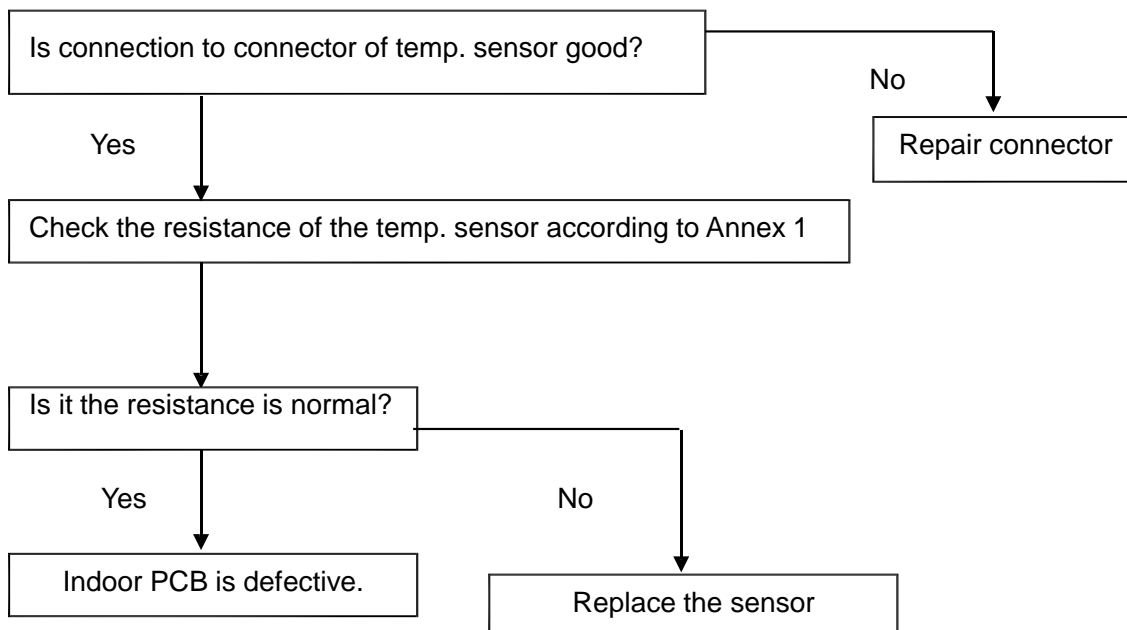 Is connection to connector of temp. sensor good?
No
Yes
Repair connector
Check the resistance of the temp. sensor according to Annex 1
Is it the resistance is normal?
Yes
No
Indoor PCB is defective.
Replace the sensor